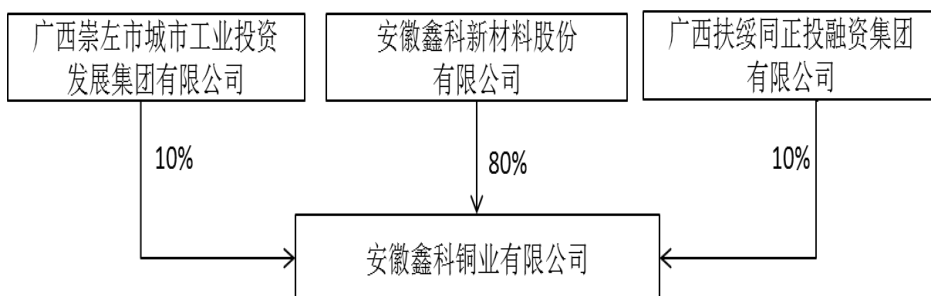 广西崇左市城市工业投资
发展集团有限公司
安徽鑫科新材料股份
有限公司
广西扶绥同正投融资集团
有限公司
10%
80%
10%
安徽鑫科铜业有限公司